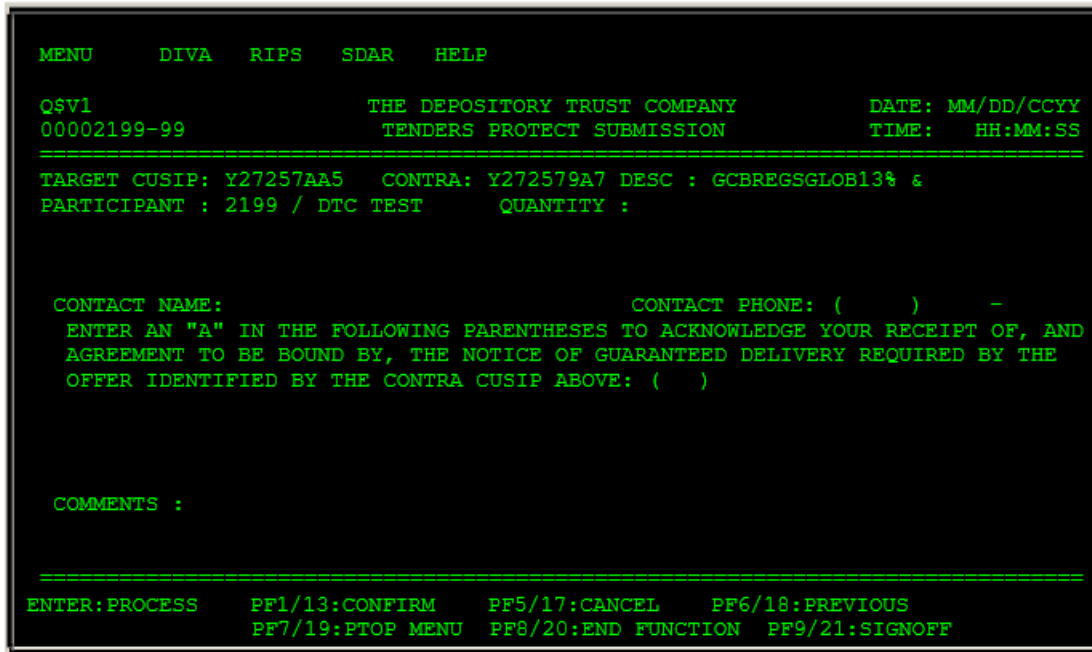 MENU DIVA RIPS SDAR HELP
Q$V1 THE DEPOSITORY TRUST COMPANY DATE: MM/DD/CCYY
00002199-99 TENDERS PROTECT SUBMISSION TIME: HH:MM:SS
================================================================================
TARGET CUSIP: Y27257AA5 CONTRA: Y272579A7 DESC : GCBREGSGLOB13% &
PARTICIPANT : 2199 / DTC TEST QUANTITY :
CONTACT NAME: CONTACT PHONE: ( ) -
ENTER AN "A" IN THE FOLLOWING PARENTHESES TO ACKNOWLEDGE YOUR RECEIPT OF, AND
AGREEMENT TO BE BOUND BY, THE NOTICE OF GUARANTEED DELIVERY REQUIRED BY THE
OFFER IDENTIFIED BY THE CONTRA CUSIP ABOVE: ( )
COMMENTS :
================================================================================
ENTER:PROCESS PF1/13:CONFIRM PF5/17:CANCEL PF6/18:PREVIOUS
PF7/19:PTOP MENU PF8/20:END FUNCTION PF9/21:SIGNOFF